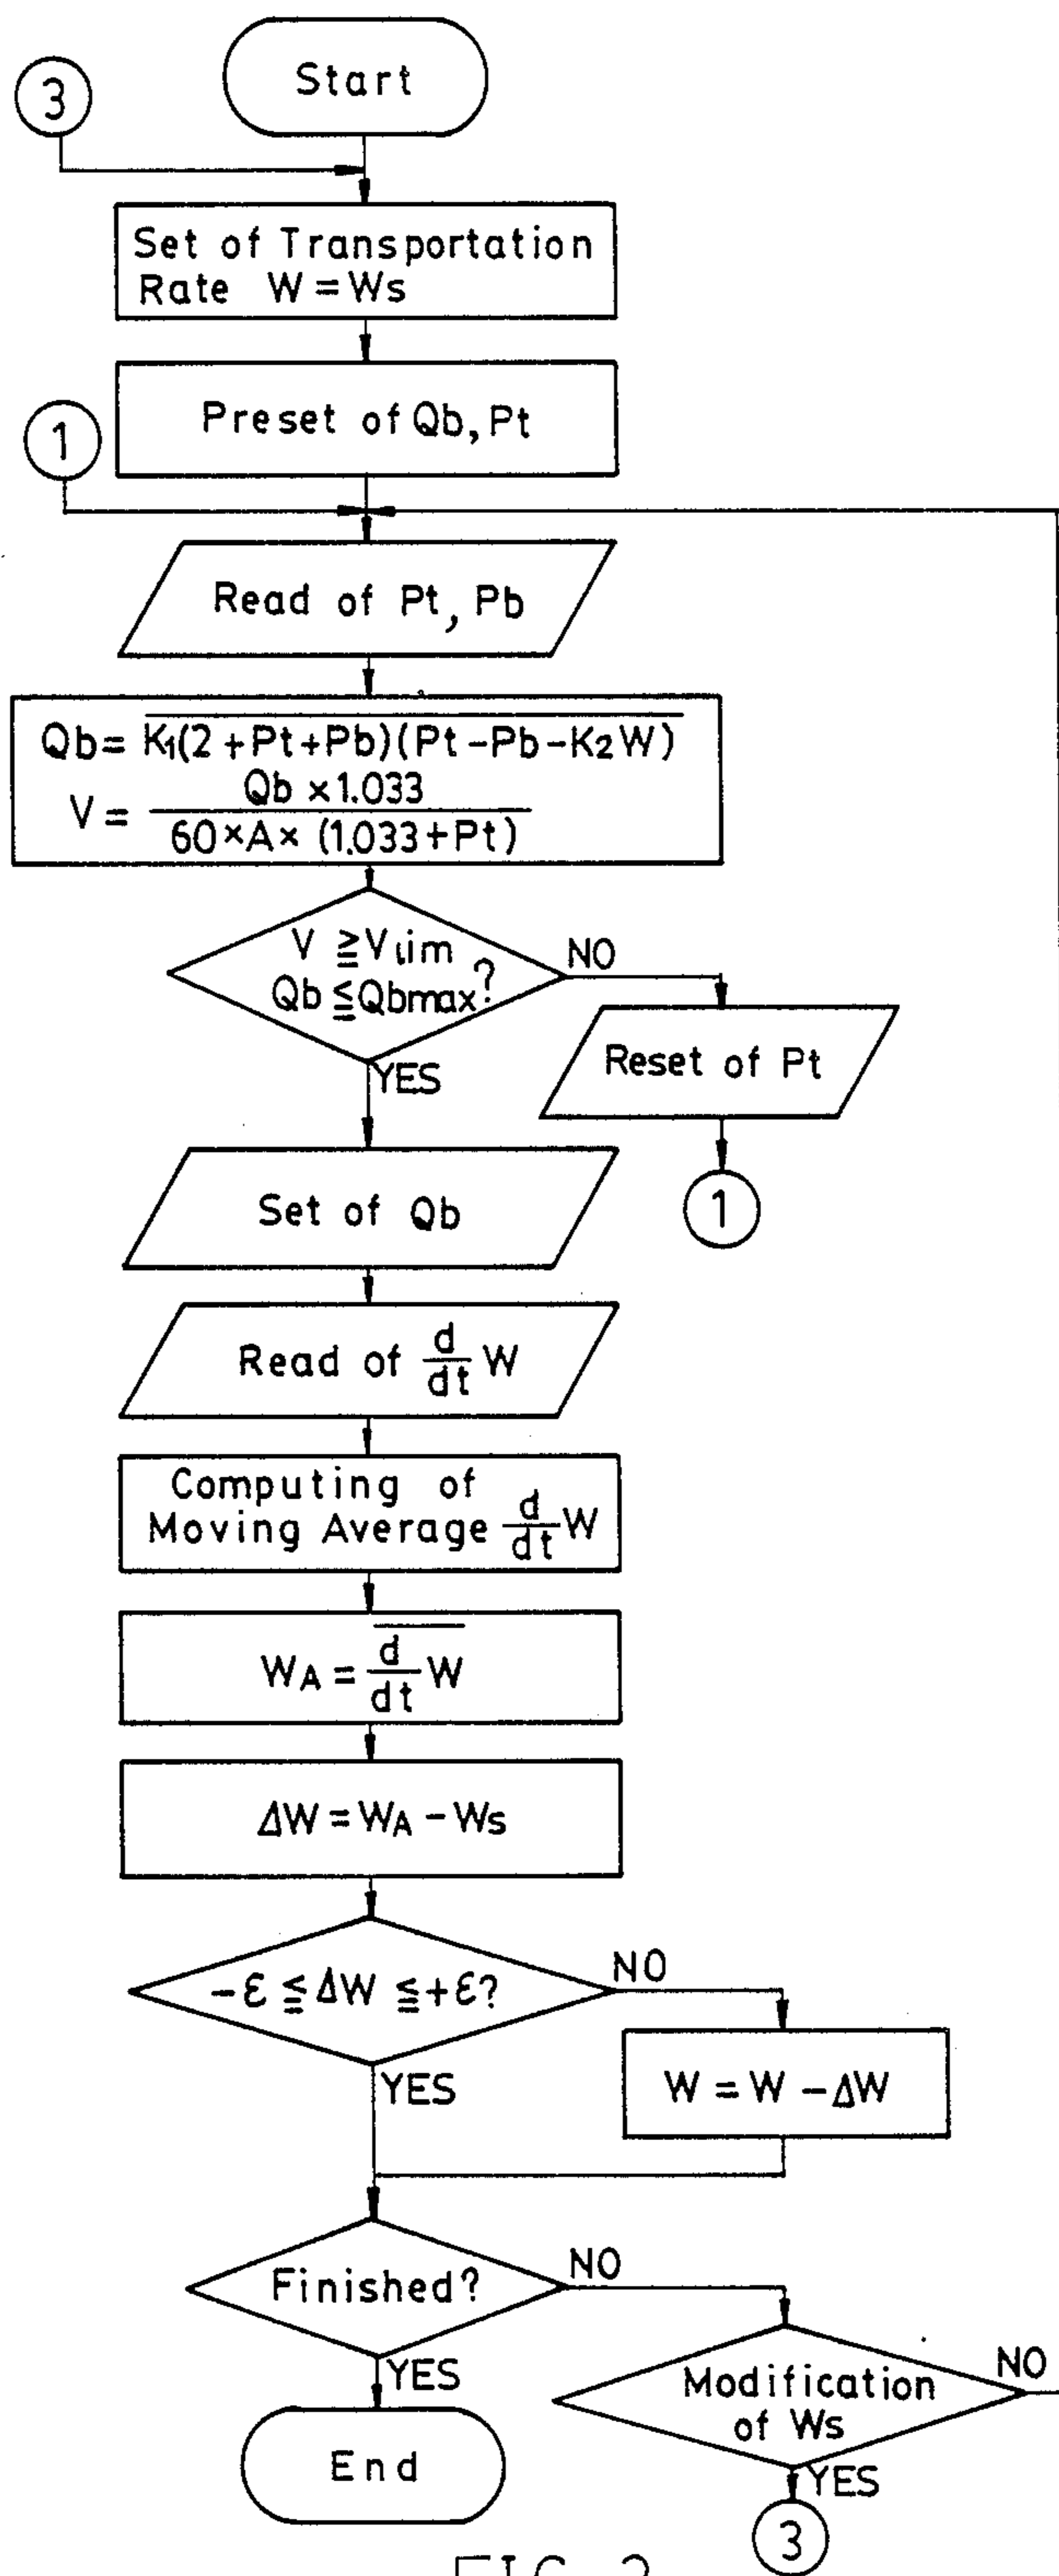 Start
3
Set of Transportation
Rate W = Ws
Preset of Qb, Pt
1
Read of Pt, Pb
Qb = K₁(2 + Pt + Pb)(Pt - Pb - K₂W)
V = Qb × 1.033
60 × A × (1.033 + Pt)
V ≧ Vlim
Qb ≦ Qbmax?
NO
YES
Reset of Pt
1
Set of Qb
Read of d/dt W
Computing of
Moving Average d/dt W
WA = d/dt W
ΔW = WA - Ws
-ε ≦ ΔW ≦ +ε?
NO
YES
W = W - ΔW
Finished?
NO
YES
Modification
of Ws
NO
YES
End
3
FIG. 2